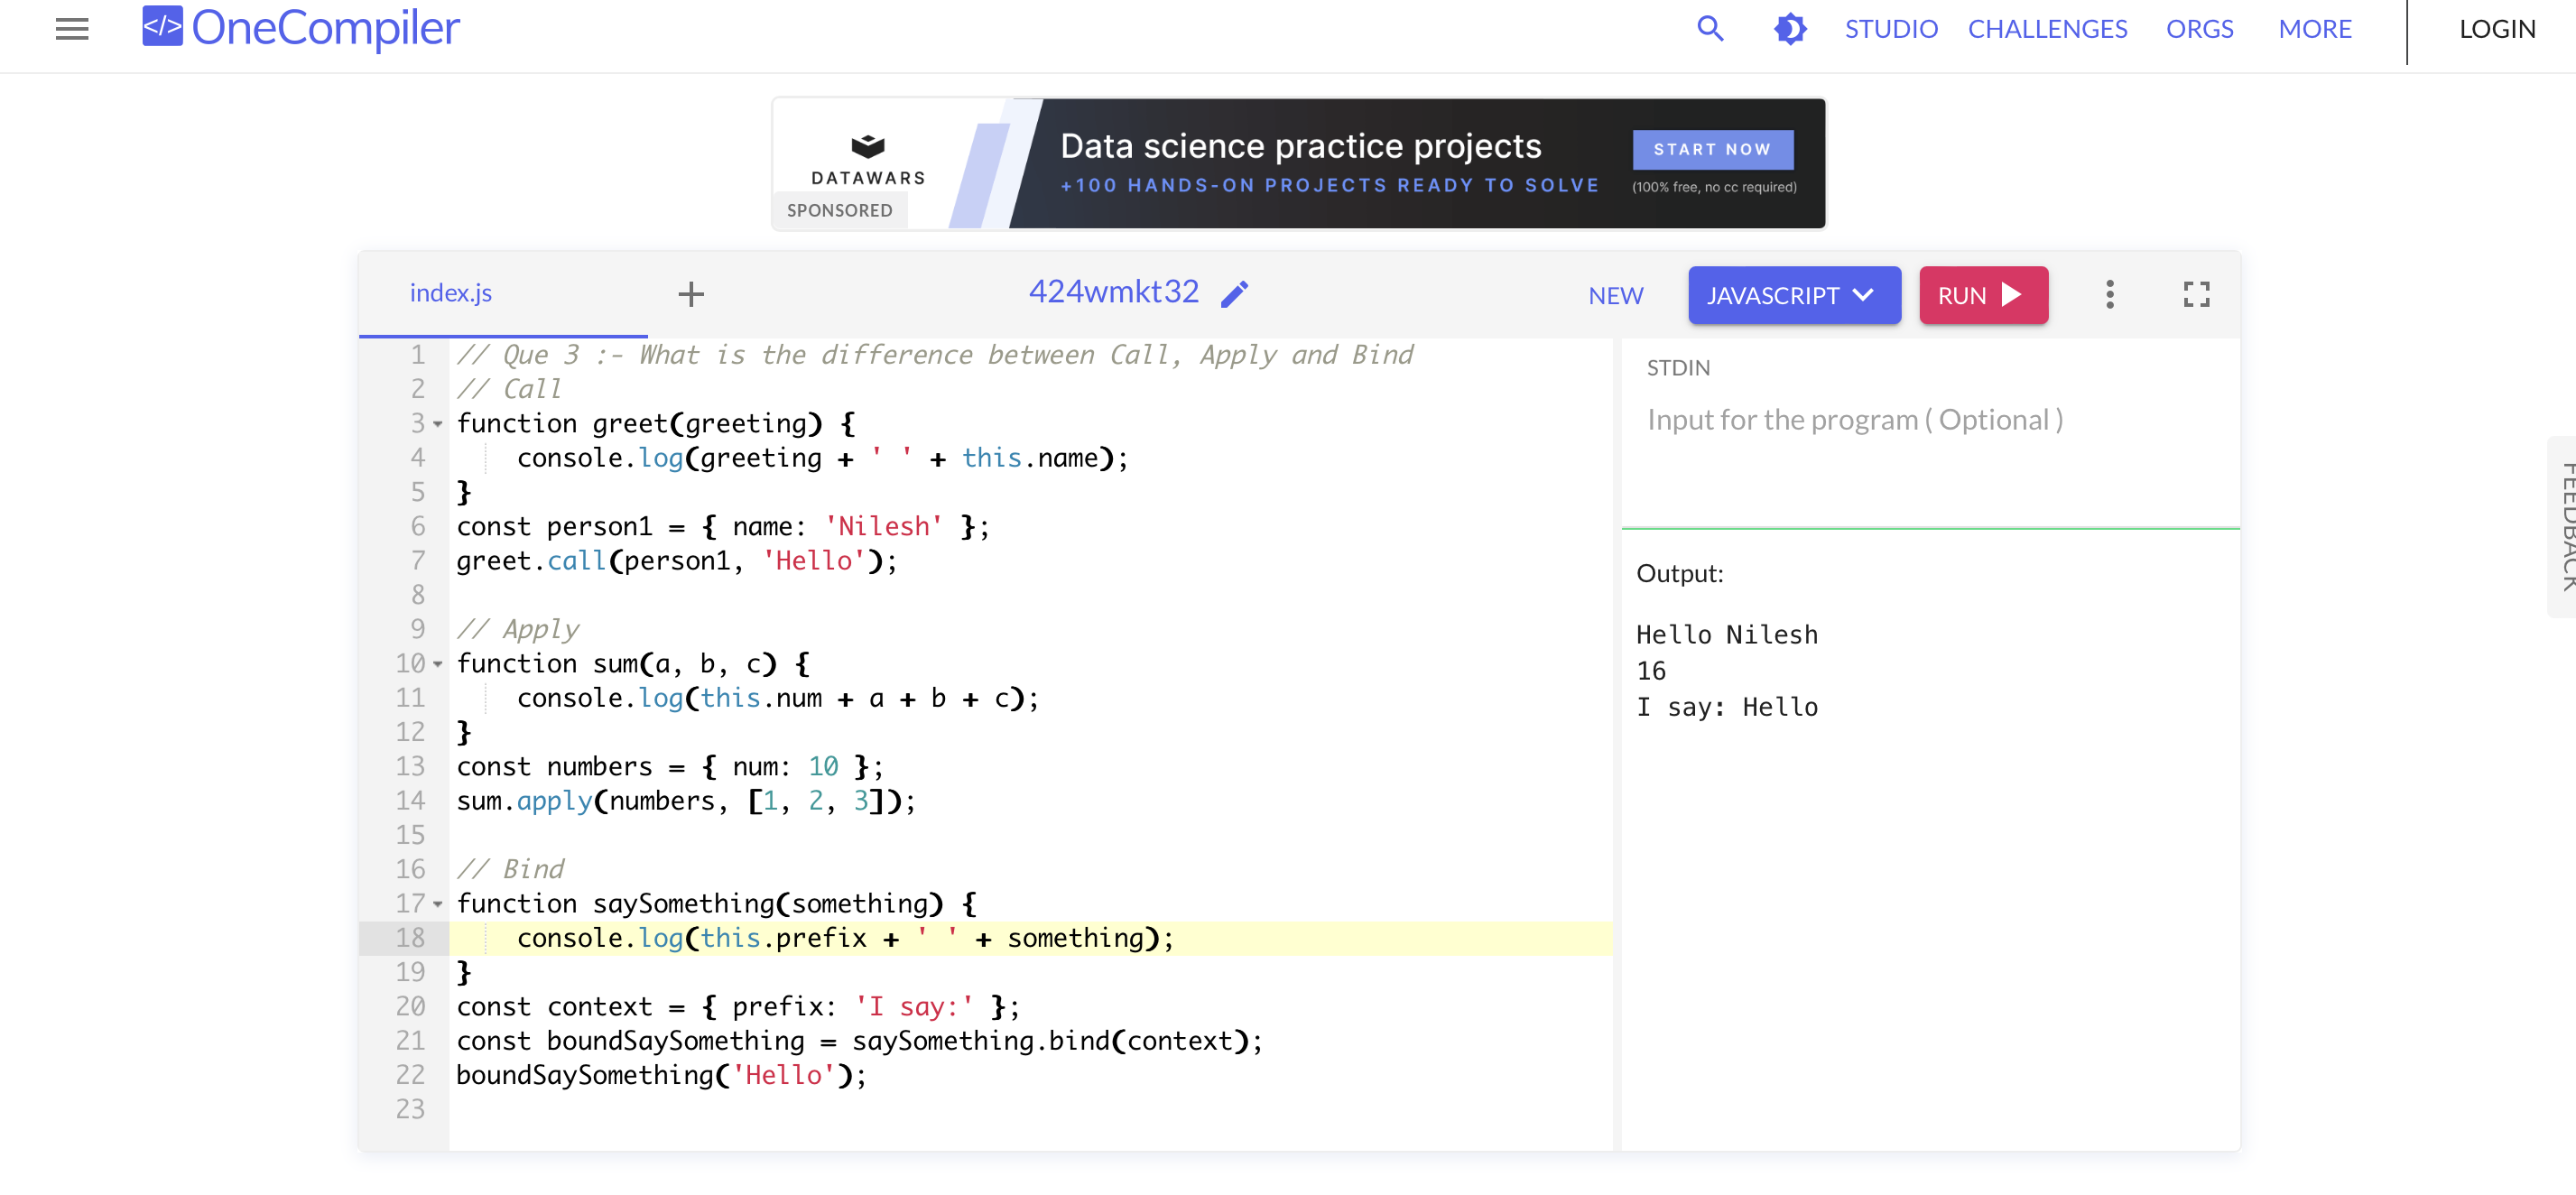 </> OneCompiler
STUDIO CHALLENGES ORGS MORE LOGIN
DATAWARS
SPONSORED
Data science practice projects
+100 HANDS-ON PROJECTS READY TO SOLVE
START NOW
(100% free, no cc required)
index.js + 424wmkt32 NEW JAVASCRIPT RUN
1 // Que 3 :- What is the difference between Call, Apply and Bind
2 // Call
3 function greet(greeting) {
4     console.log(greeting + ' ' + this.name);
5 }
6 const person1 = { name: 'Nilesh' };
7 greet.call(person1, 'Hello');
8
9 // Apply
10 function sum(a, b, c) {
11     console.log(this.num + a + b + c);
12 }
13 const numbers = { num: 10 };
14 sum.apply(numbers, [1, 2, 3]);
15
16 // Bind
17 function saySomething(something) {
18     console.log(this.prefix + ' ' + something);
19 }
20 const context = { prefix: 'I say:' };
21 const boundSaySomething = saySomething.bind(context);
22 boundSaySomething('Hello');
23
STDIN
Input for the program ( Optional )
Output:
Hello Nilesh
16
I say: Hello
FEEDBACK